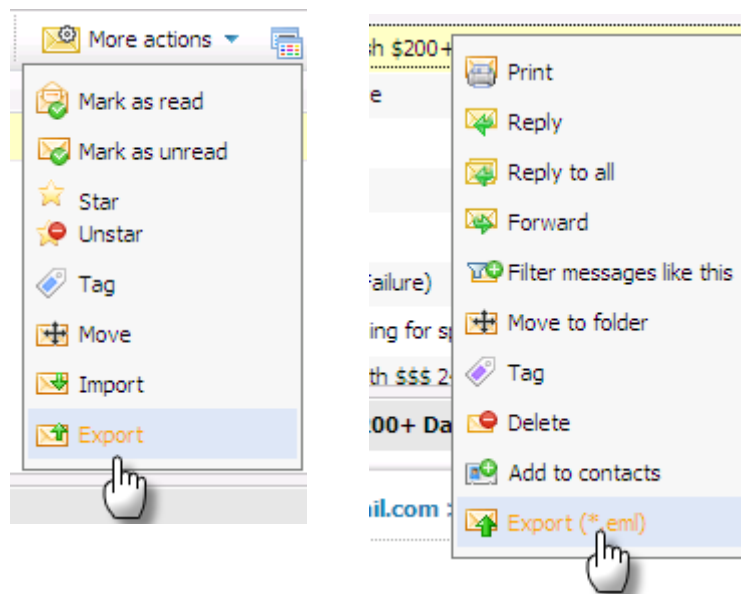 More actions
Mark as read
Mark as unread
Star
Unstar
Tag
Move
Import
Export
$200+
e
Print
Reply
Reply to all
Forward
Filter messages like this
ailure)
Move to folder
ing for s
Tag
th $$$ 2
Delete
00+ Da
Add to contacts
il.com >
Export (*.eml)